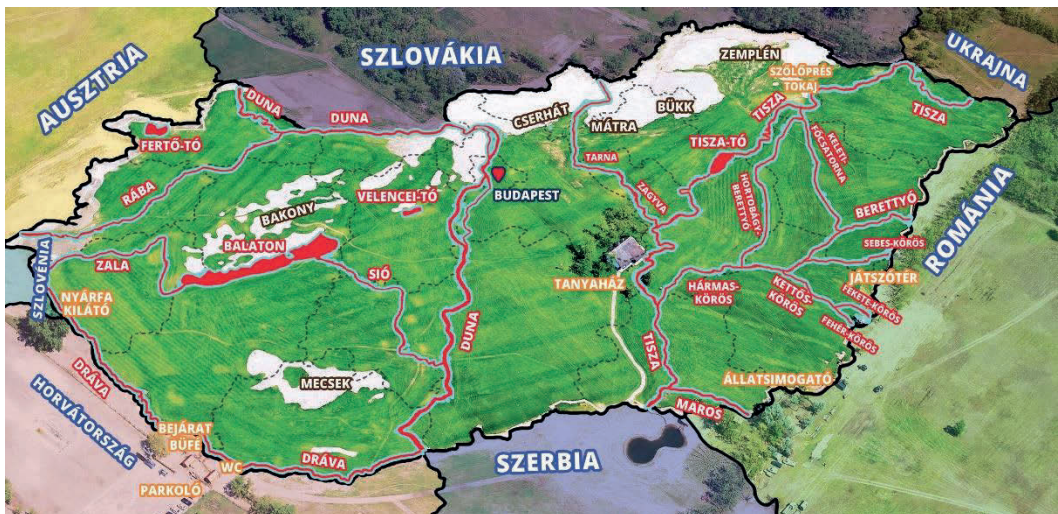 SZLOVÁKIA
UKRAJNA
AUSZTRIA
ZEMPLÉN
SZŐLŐPRÉS
TOKAJ
TISZA
TISZA
DUNA
DUNA
CSERHÁT
BÜKK
MÁTRA
FERTŐ-TÓ
TISZA-TÓ
KELETI-
FŐCSATORNA
TARNA
RÁBA
VELENCEI-TÓ
BUDAPEST
ZAGYVA
HORTOBÁGY-
BERETTYÓ
BERETTYÓ
ROMÁNIA
BAKONY
BALATON
SEBES-KÖRÖS
SZLOVÉNIA
ZALA
SIÓ
TANYAHÁZ
HÁRMAS-
KÖRÖS
KETTŐS-
KÖRÖS
JÁTSZÓTÉR
FEKETE-KÖRÖS
FEHÉR-KÖRÖS
NYÁRFA
KILÁTÓ
DUNA
TISZA
DRÁVA
MECSEK
ÁLLATSIMOGATÓ
MAROS
HORVÁTORSZÁG
BEJÁRAT
BÜFÉ
WC
DRÁVA
SZERBIA
PARKOLÓ